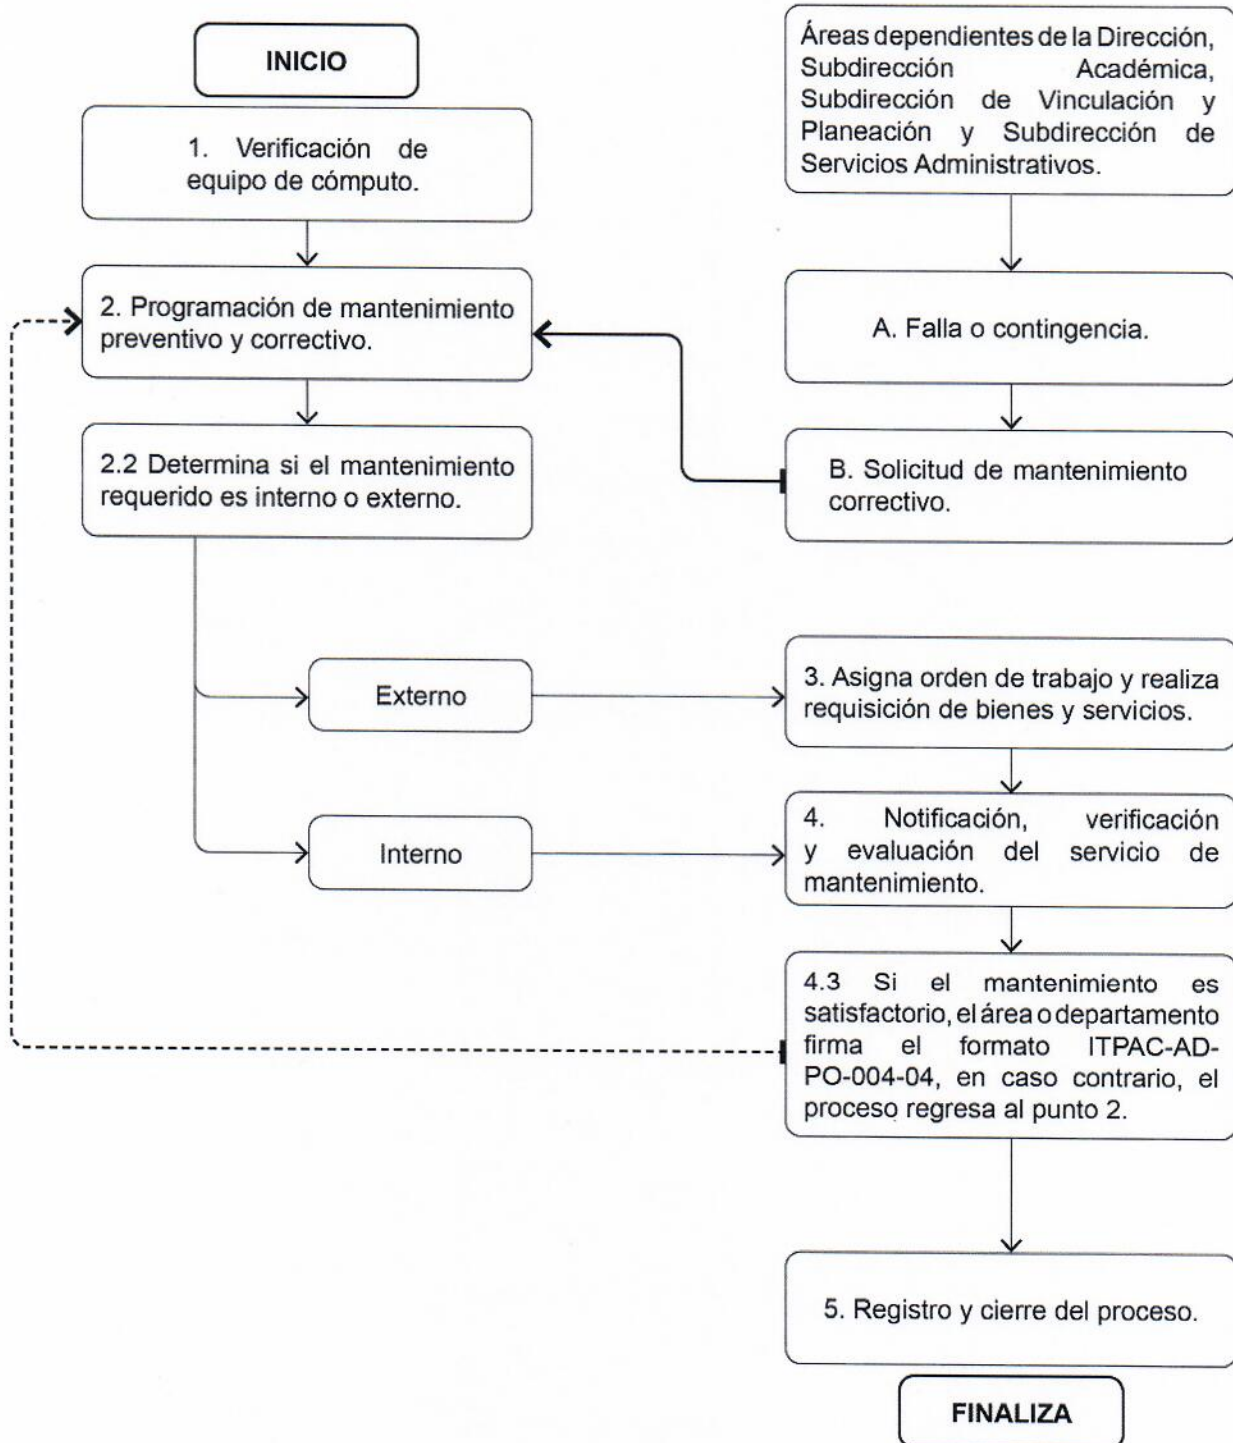 INICIO
1. Verificación de
equipo de cómputo.
2. Programación de mantenimiento
preventivo y correctivo.
2.2 Determina si el mantenimiento
requerido es interno o externo.
Externo
Interno
Áreas dependientes de la Dirección,
Subdirección Académica,
Subdirección de Vinculación y
Planeación y Subdirección de
Servicios Administrativos.
A. Falla o contingencia.
B. Solicitud de mantenimiento
correctivo.
3. Asigna orden de trabajo y realiza
requisición de bienes y servicios.
4. Notificación, verificación
y evaluación del servicio de
mantenimiento.
4.3 Si el mantenimiento es
satisfactorio, el área o departamento
firma el formato ITPAC-AD-
PO-004-04, en caso contrario, el
proceso regresa al punto 2.
5. Registro y cierre del proceso.
FINALIZA